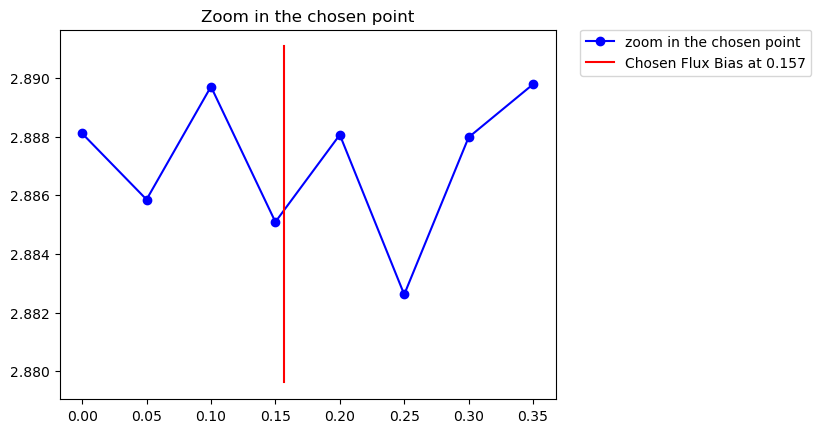 Zoom in the chosen point
zoom in the chosen point
Chosen Flux Bias at 0.157
2.890
2.888
2.886
2.884
2.882
2.880
0.00 0.05 0.10 0.15 0.20 0.25 0.30 0.35